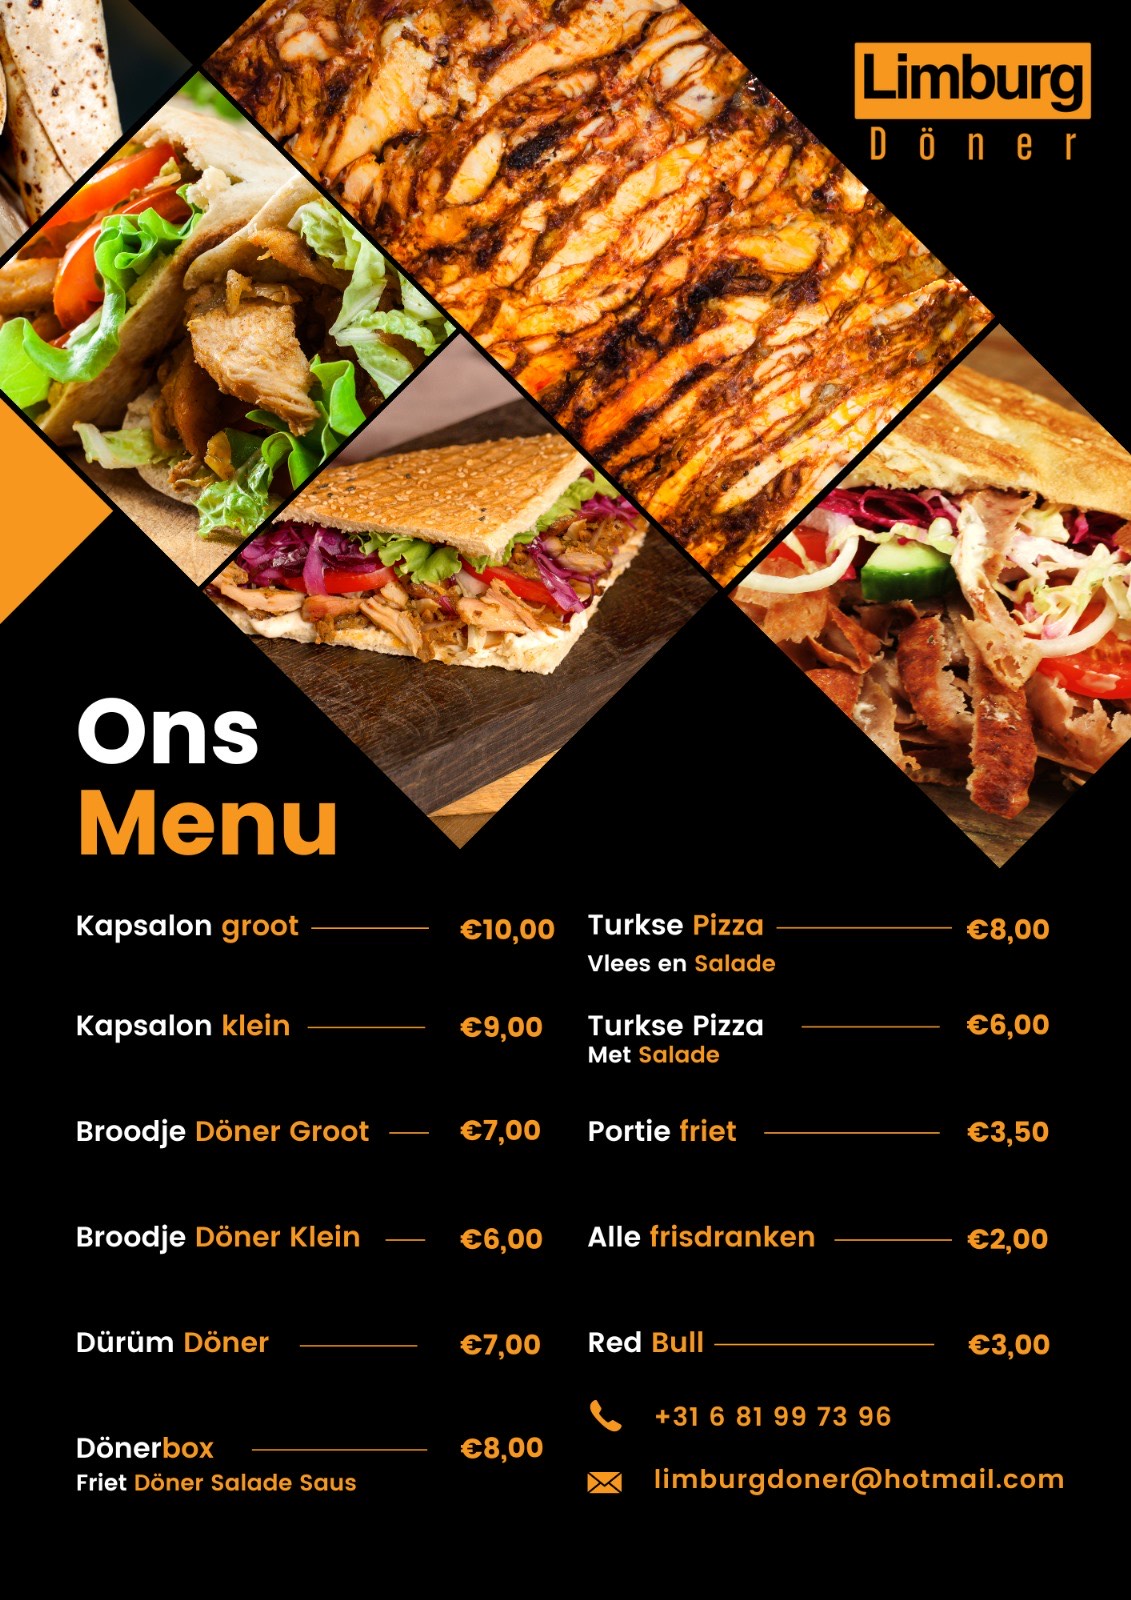 Limburg
Döner
Ons
Menu
Kapsalon groot €10,00
Kapsalon klein €9,00
Broodje Döner Groot €7,00
Broodje Döner Klein €6,00
Dürüm Döner €7,00
Dönerbox €8,00
Friet Döner Salade Saus
Turkse Pizza €8,00
Vlees en Salade
Turkse Pizza €6,00
Met Salade
Portie friet €3,50
Alle frisdranken €2,00
Red Bull €3,00
+31 6 81 99 73 96
limburgdoner@hotmail.com